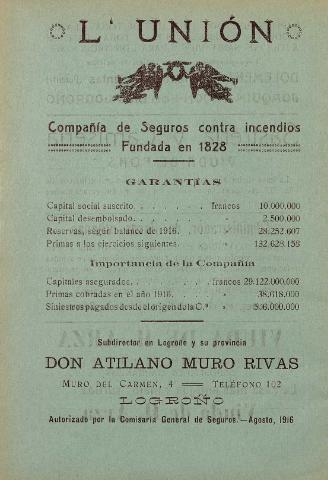 L' UNIÓN
Compañía de Seguros contra incendios
Fundada en 1828
GARANTÍAS
Capital social suscrito. . . . . . . francos 10.000.000
Capital desembolsado. . . . . . . » 2.500.000
Reservas, según balance de 1916. . . . » 28.252.607
Primas a los ejercicios siguientes. . . . » 132.628.158
Importancia de la Compañía
Capitales asegurados. . . . . . francos 29.122.000.000
Primas cobradas en el año 1916. . . . » 38.618.000
Siniestros pagados desde el origen de la C.ª »
Subdirector en Logroño y su provincia
DON ATILANO MURO RIVAS
MURO DEL CARMEN, 4 — TELÉFONO 102
LOGROÑO
Autorizado por la Comisaría General de Seguros.—Agosto, 1916